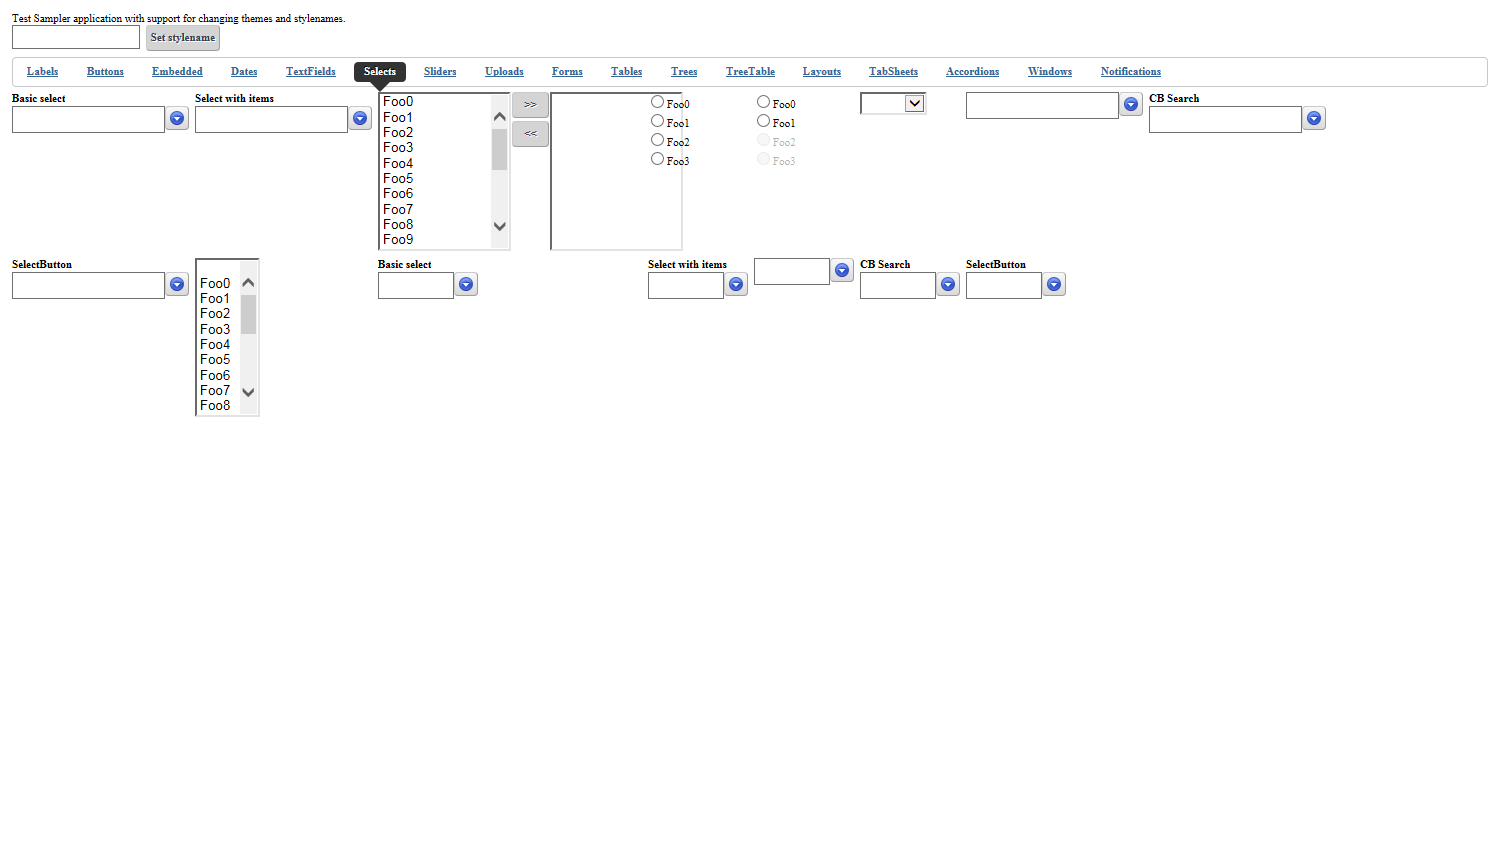 Test Sampler application with support for changing themes and stylenames.
Set stylename
Labels Buttons Embedded Dates TextFields Selects Sliders Uploads Forms Tables Trees TreeTable Layouts TabSheets Accordions Windows Notifications
Basic select
Select with items
Foo0
Foo1
Foo2
Foo3
Foo4
Foo5
Foo6
Foo7
Foo8
Foo9
>>
<<
Foo0
Foo1
Foo2
Foo3
Foo0
Foo1
Foo2
Foo3
CB Search
SelectButton
Foo0
Foo1
Foo2
Foo3
Foo4
Foo5
Foo6
Foo7
Foo8
Basic select
Select with items
CB Search
SelectButton